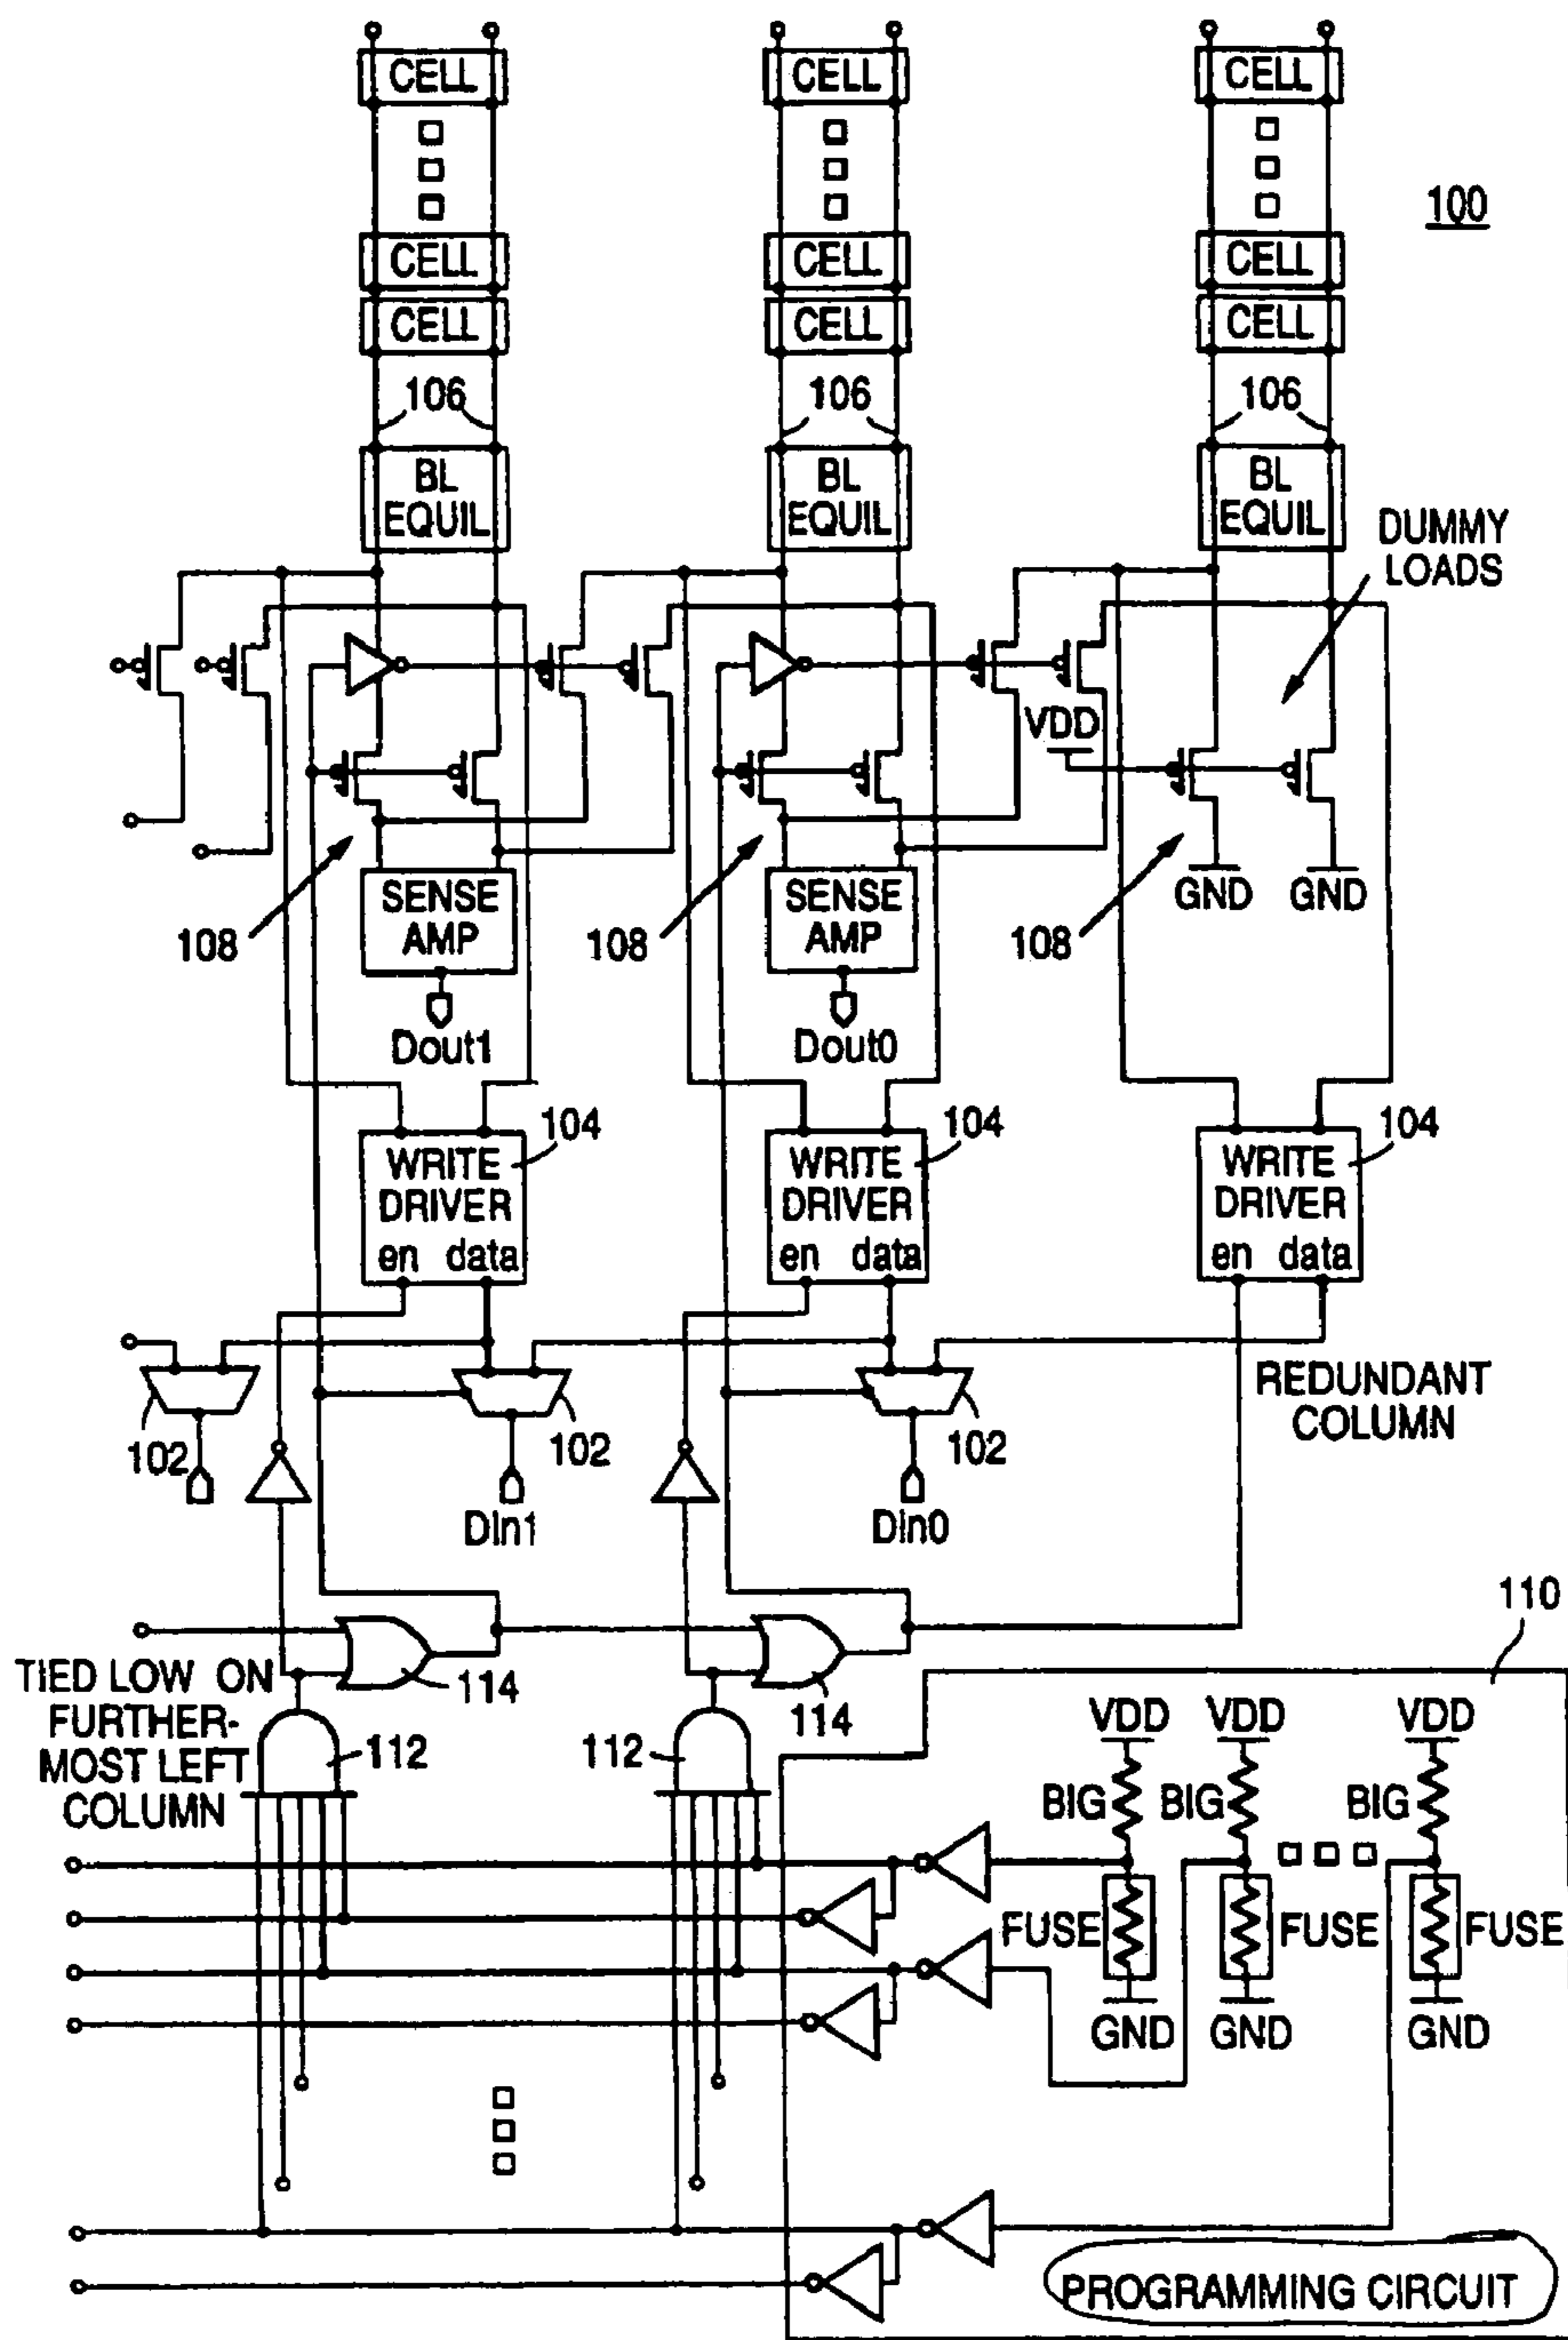 CELL CELL CELL
100
CELL CELL CELL
CELL CELL CELL
106 106 106
BL EQUIL BL EQUIL BL EQUIL
DUMMY
LOADS
VDD
SENSE AMP SENSE AMP GND GND
108 108 108
Dout1 Dout0
104 104 104
WRITE DRIVER WRITE DRIVER WRITE DRIVER
en data en data en data
REDUNDANT
COLUMN
102 102 102
Din1 Din0
110
TIED LOW ON
FURTHER-
MOST LEFT
COLUMN
114 114
112 112
VDD VDD VDD
BIG BIG BIG
FUSE FUSE FUSE
GND GND GND
PROGRAMMING CIRCUIT